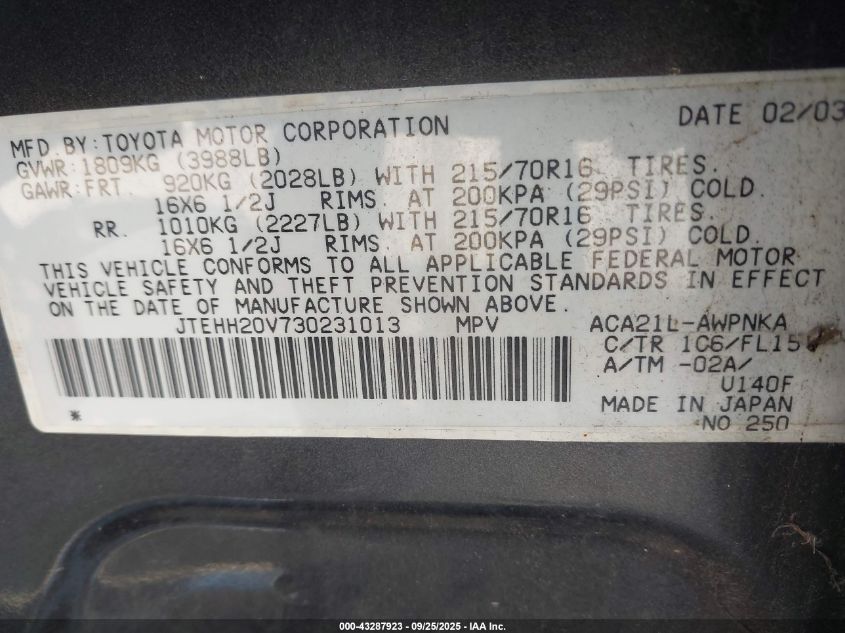 MFD BY: TOYOTA MOTOR CORPORATION DATE 02/03
GVWR: 1809KG (3988LB)
GAWR: FRT. 920KG (2028LB) WITH 215/70R16 TIRES.
16X6 1/2J RIMS. AT 200KPA (29PSI) COLD.
RR. 1010KG (2227LB) WITH 215/70R16 TIRES.
16X6 1/2J RIMS. AT 200KPA (29PSI) COLD
THIS VEHICLE CONFORMS TO ALL APPLICABLE FEDERAL MOTOR
VEHICLE SAFETY AND THEFT PREVENTION STANDARDS IN EFFECT
ON THE DATE OF MANUFACTURE SHOWN ABOVE.
JTEHH20V730231013 MPV ACA21L-AWPNKA
C/TR 1C6/FL15
A/TM -02A/
U140F
MADE IN JAPAN
* NO 250
000-43287923 - 09/25/2025 - IAA Inc.